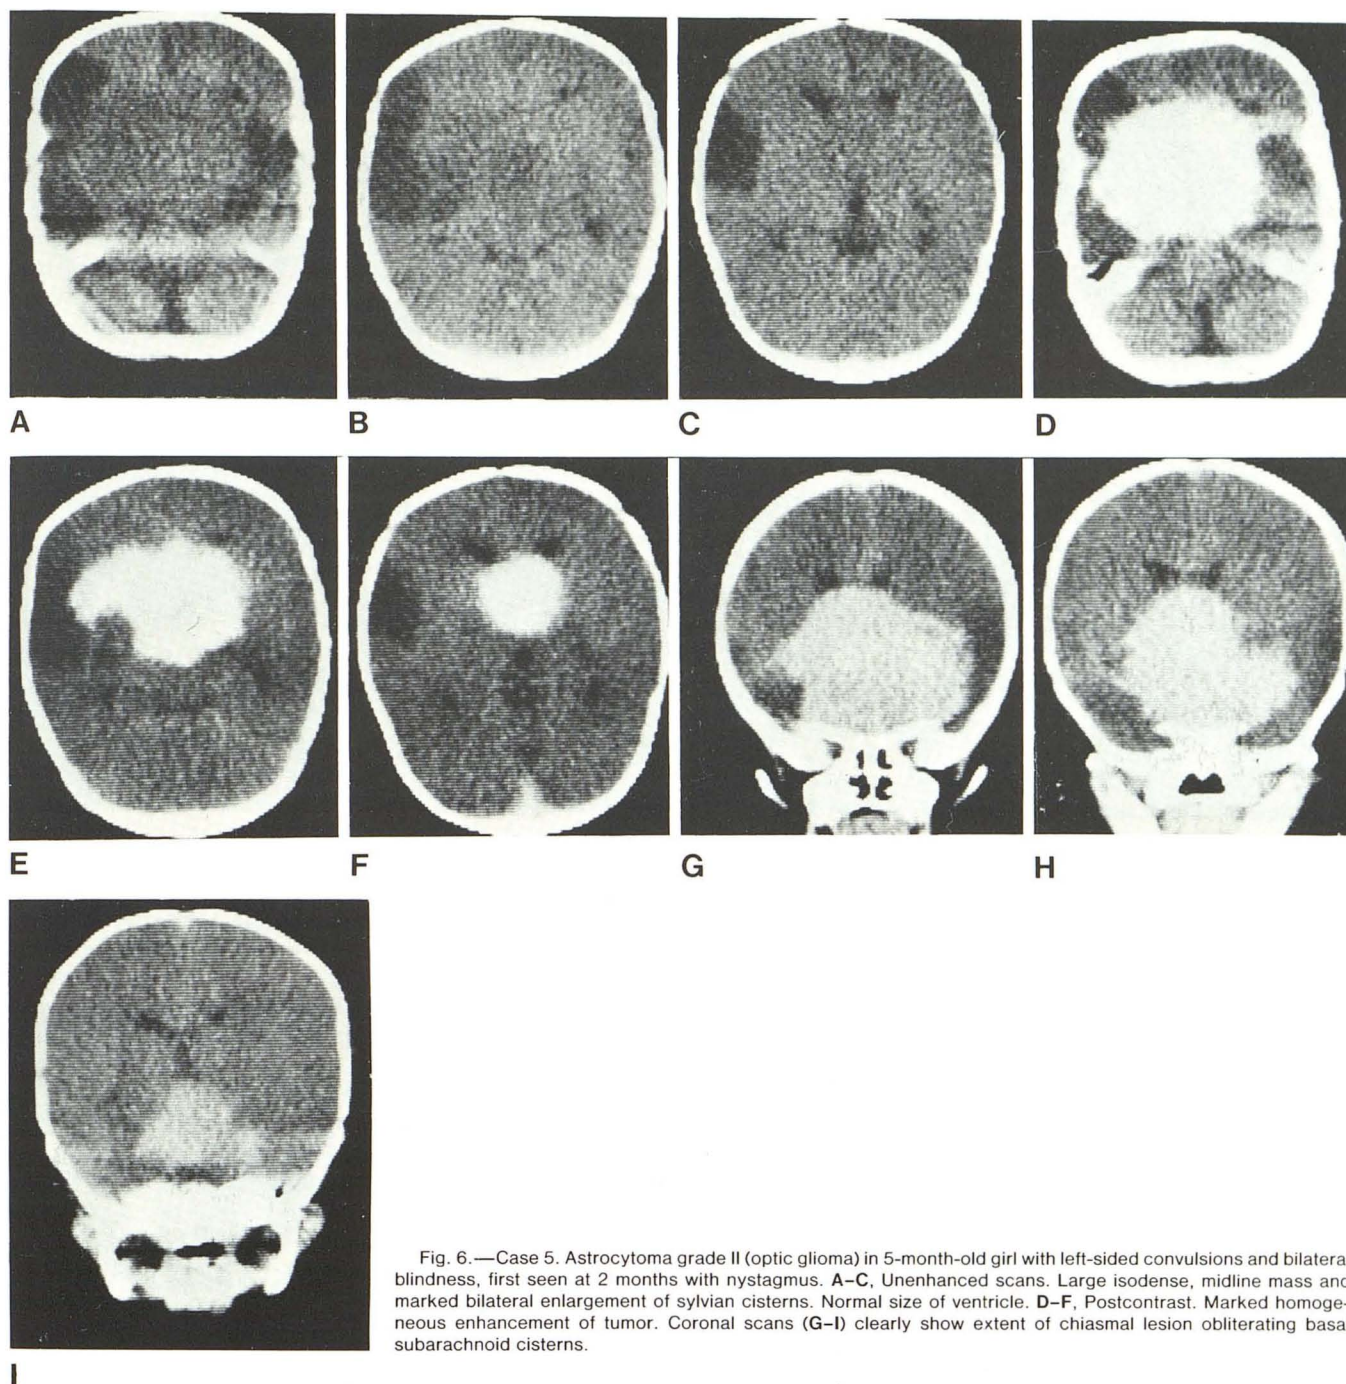 A
B
C
D
E
F
G
H
I
Fig. 6.—Case 5. Astrocytoma grade II (optic glioma) in 5-month-old girl with left-sided convulsions and bilatera
blindness, first seen at 2 months with nystagmus. A–C, Unenhanced scans. Large isodense, midline mass and
marked bilateral enlargement of sylvian cisterns. Normal size of ventricle. D–F, Postcontrast. Marked homoge-
neous enhancement of tumor. Coronal scans (G–I) clearly show extent of chiasmal lesion obliterating basa
subarachnoid cisterns.